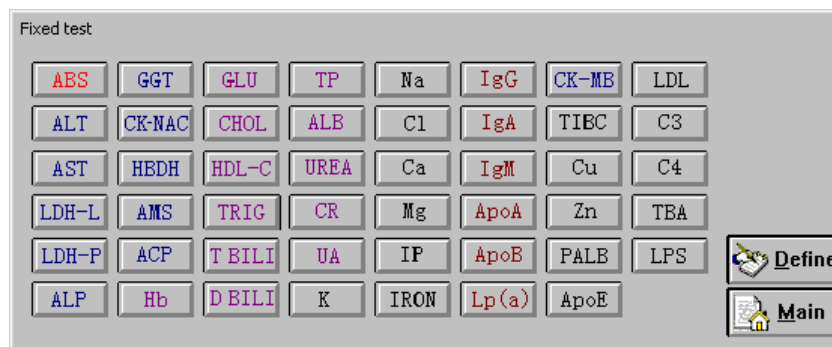 Fixed test
ABS GGT GLU TP Na IgG CK-MB LDL
ALT CK-NAC CHOL ALB Cl IgA TIBC C3
AST HBDH HDL-C UREA Ca IgM Cu C4
LDH-L AMS TRIG CR Mg ApoA Zn TBA
LDH-P ACP T BILI UA IP ApoB PALB LPS
Define
ALP Hb D BILI K IRON Lp(a) ApoE
Main